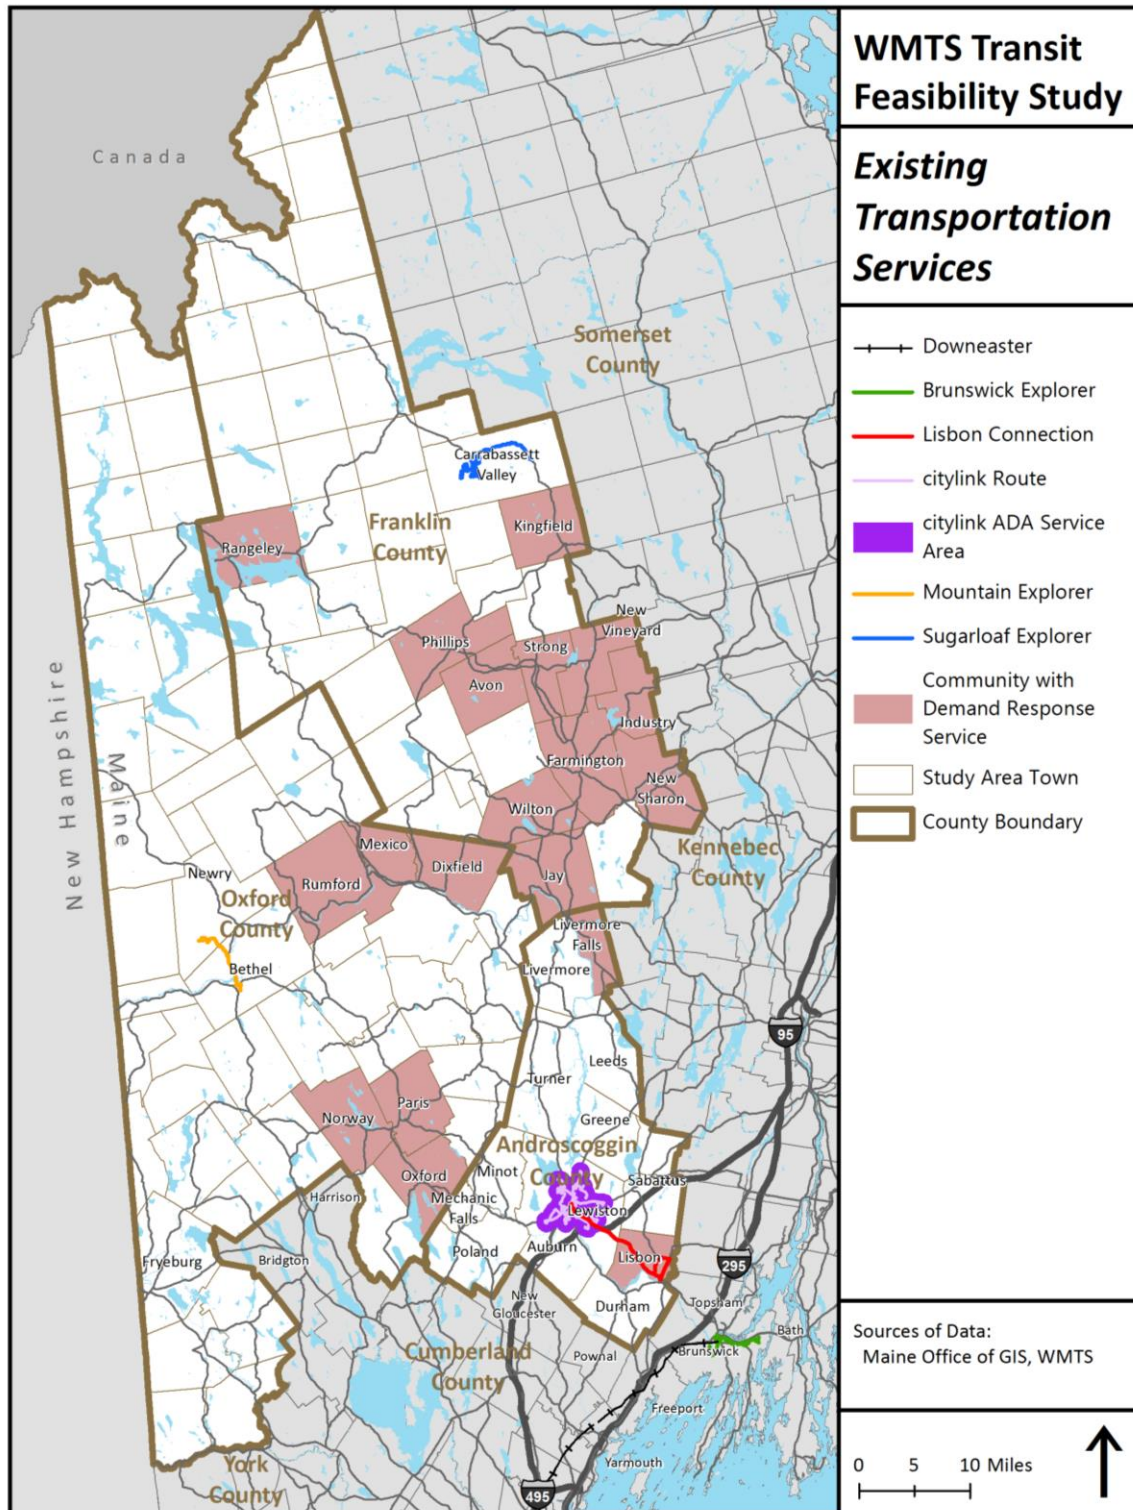 WMTS Transit
Feasibility Study
Existing
Transportation
Services
Downeaster
Brunswick Explorer
Lisbon Connection
citylink Route
citylink ADA Service
Area
Mountain Explorer
Sugarloaf Explorer
Community with
Demand Response
Service
Study Area Town
County Boundary
Sources of Data:
Maine Office of GIS, WMTS
0 5 10 Miles
Canada
Somerset
County
Carrabassett
Valley
Franklin
County
Kingfield
Rangeley
New
Vineyard
Phillips
Strong
Avon
Industry
Farmington
New
Sharon
Wilton
New Hampshire
Maine
Mexico
Dixfield
Kennebec
County
Newry
Rumford
Jay
Oxford
County
Livermore
Falls
Bethel
Livermore
95
Leeds
Turner
Paris
Norway
Greene
Androscoggin
County
Oxford
Minot
Sabattus
Harrison
Mechanic
Falls
Lewiston
Auburn
Poland
Lisbon
Fryeburg
Bridgton
295
New
Gloucester
Durham
Topsham
Bath
Brunswick
Cumberland
County
Pownal
Freeport
Yarmouth
York
County
495